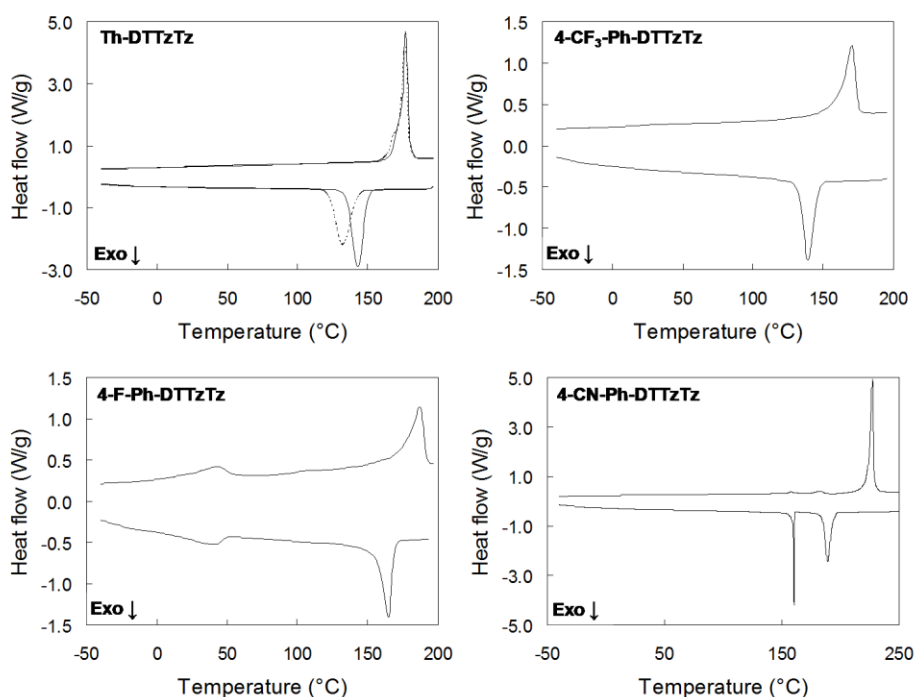 Th-DTTzTz
Heat flow (W/g)
5.0
3.0
1.0
-1.0
-3.0
Exo ↓
-50 0 50 100 150 200
Temperature (°C)
4-CF₃-Ph-DTTzTz
Heat flow (W/g)
1.5
1.0
0.5
0.0
-0.5
-1.0
-1.5
Exo ↓
-50 0 50 100 150 200
Temperature (°C)
4-F-Ph-DTTzTz
Heat flow (W/g)
1.5
1.0
0.5
0.0
-0.5
-1.0
-1.5
Exo ↓
-50 0 50 100 150 200
Temperature (°C)
4-CN-Ph-DTTzTz
Heat flow (W/g)
5.0
3.0
1.0
-1.0
-3.0
-5.0
Exo ↓
-50 50 150 250
Temperature (°C)